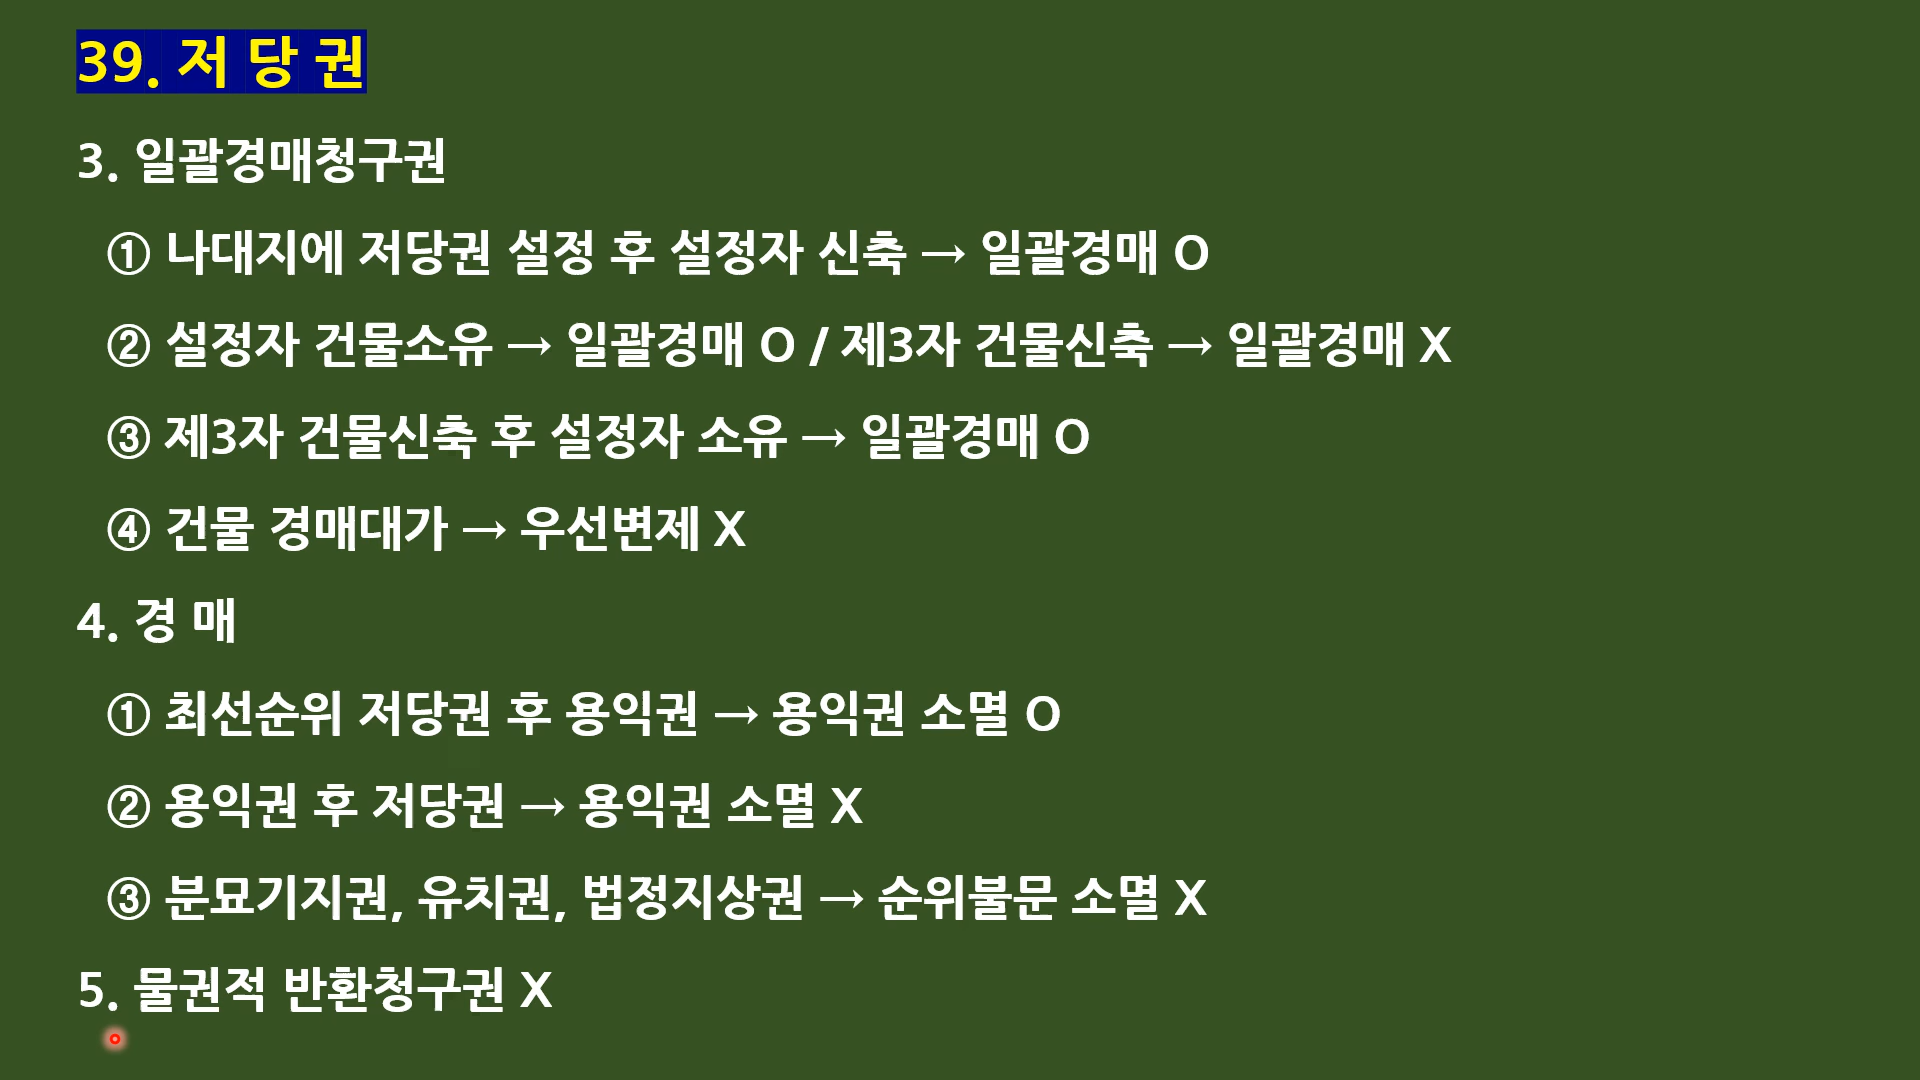 39. 저 당 권
3. 일괄경매청구권
① 나대지에 저당권 설정 후 설정자 신축 → 일괄경매 O
② 설정자 건물소유 → 일괄경매 O / 제3자 건물신축 → 일괄경매 X
③ 제3자 건물신축 후 설정자 소유 → 일괄경매 O
④ 건물 경매대가 → 우선변제 X
4. 경 매
① 최선순위 저당권 후 용익권 → 용익권 소멸 O
② 용익권 후 저당권 → 용익권 소멸 X
③ 분묘기지권, 유치권, 법정지상권 → 순위불문 소멸 X
5. 물권적 반환청구권 X